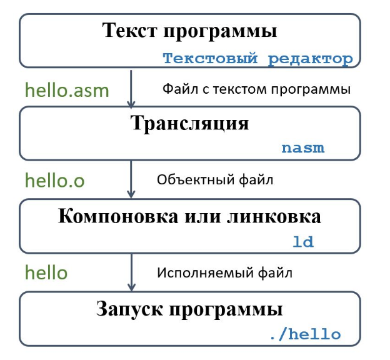 Текст программы
Текстовый редактор
hello.asm Файл с текстом программы
Трансляция
nasm
hello.o Объектный файл
Компоновка или линковка
ld
hello Исполняемый файл
Запуск программы
./hello